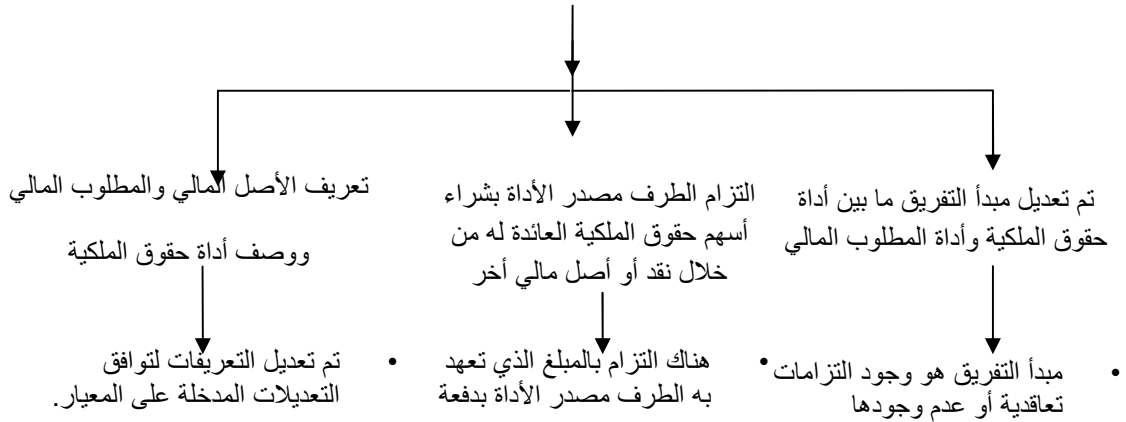 تم تعديل مبدأ التفريق ما بين أداة
حقوق الملكية وأداة المطلوب المالي
التزام الطرف مصدر الأداة بشراء
أسهم حقوق الملكية العائدة له من
خلال نقد أو أصل مالي أخر
تعريف الأصل المالي والمطلوب المالي
ووصف أداة حقوق الملكية
• مبدأ التفريق هو وجود التزامات
تعاقدية أو عدم وجودها
• هناك التزام بالمبلغ الذي تعهد
به الطرف مصدر الأداة بدفعة
• تم تعديل التعريفات لتوافق
التعديلات المدخلة على المعيار.